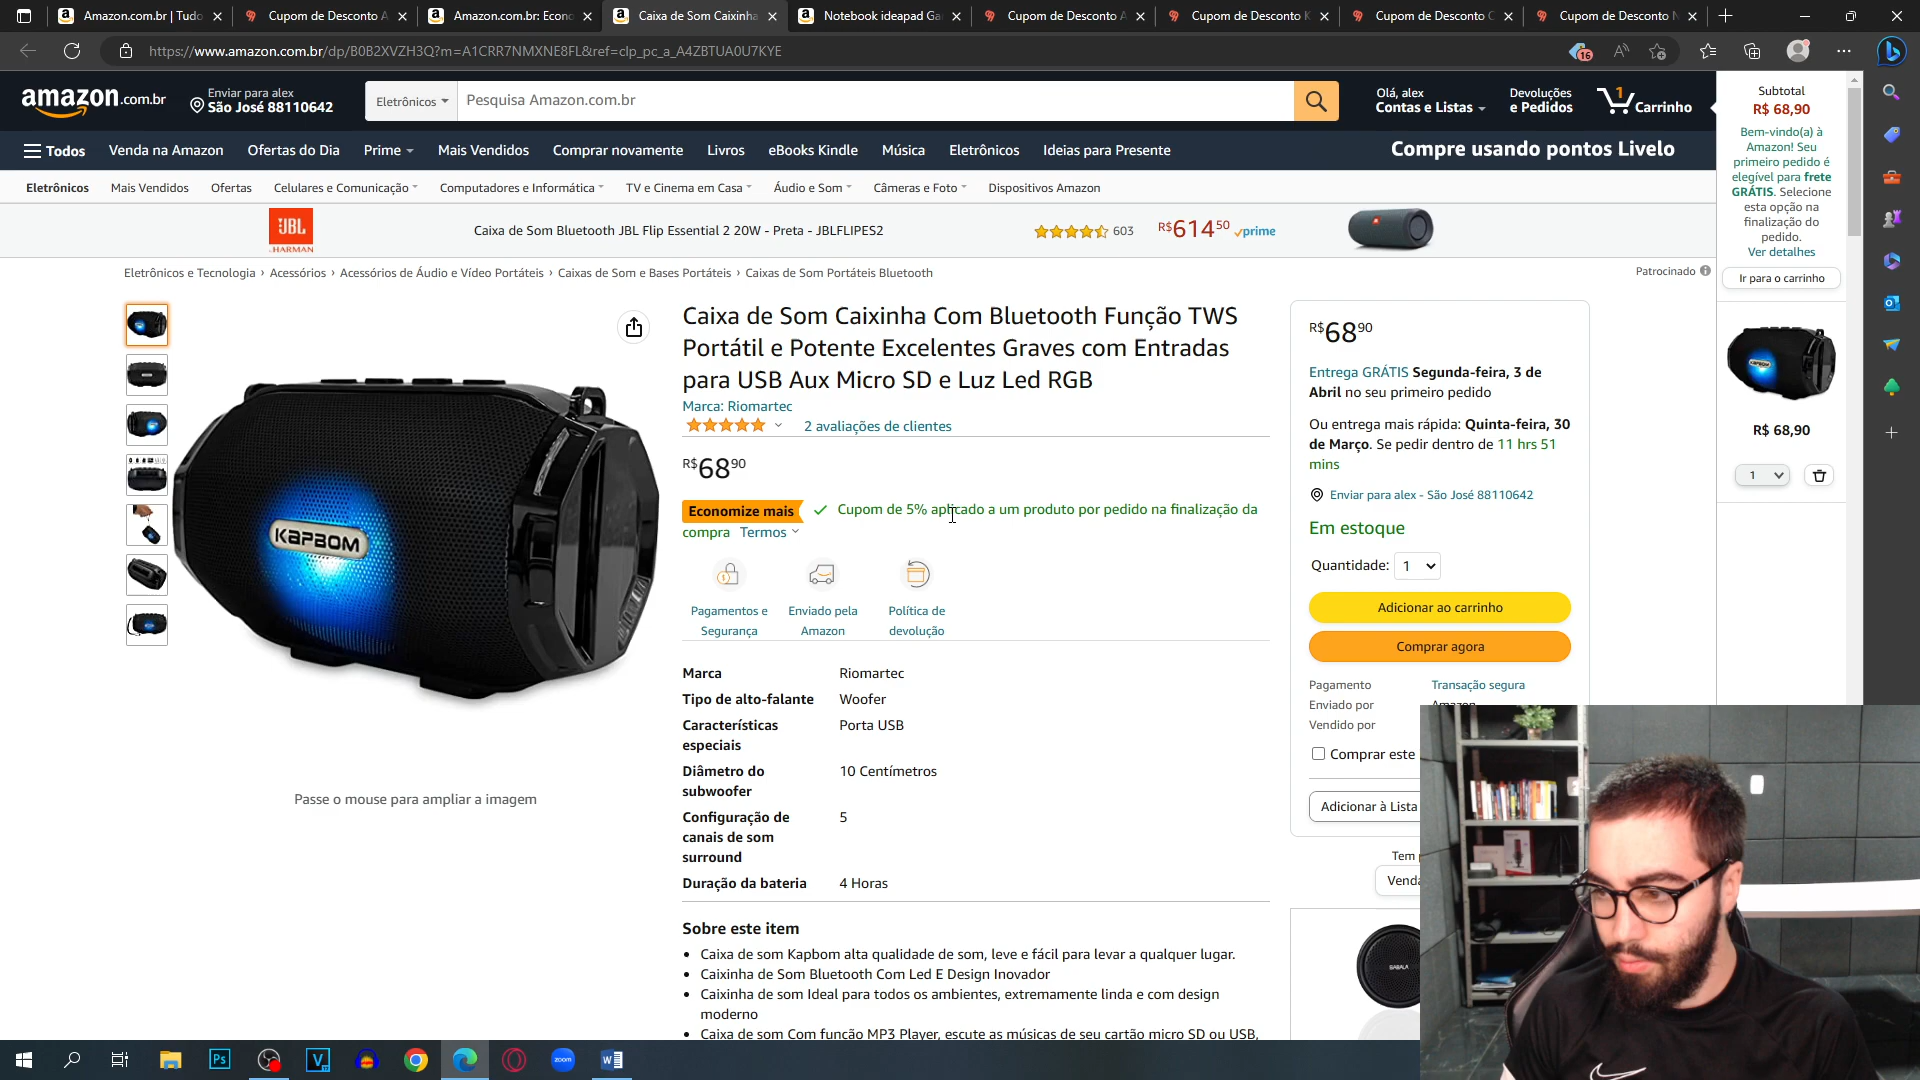 Amazon.com.br | Tudo
Cupom de Desconto A
Amazon.com.br: Econo
Caixa de Som Caixinha
Notebook ideapad Ga
Cupom de Desconto A
Cupom de Desconto K
Cupom de Desconto C
Cupom de Desconto N
https://www.amazon.com.br/dp/B0B2XVZH3Q?m=A1CRR7NMXNE8FL&ref=clp_pc_a_A4ZBTUA0U7KYE
16
amazon.com.br
Enviar para alex
São José 88110642
Eletrônicos
Pesquisa Amazon.com.br
Olá, alex
Contas e Listas
Devoluções
e Pedidos
1
Carrinho
Todos
Venda na Amazon
Ofertas do Dia
Prime
Mais Vendidos
Comprar novamente
Livros
eBooks Kindle
Música
Eletrônicos
Ideias para Presente
Compre usando pontos Livelo
Eletrônicos
Mais Vendidos
Ofertas
Celulares e Comunicação
Computadores e Informática
TV e Cinema em Casa
Áudio e Som
Câmeras e Foto
Dispositivos Amazon
JBL
HARMAN
Caixa de Som Bluetooth JBL Flip Essential 2 20W - Preta - JBLFLIPES2
603
R$61450
prime
Eletrônicos e Tecnologia › Acessórios › Acessórios de Áudio e Vídeo Portáteis › Caixas de Som e Bases Portáteis › Caixas de Som Portáteis Bluetooth
Patrocinado
KAPBOM
Passe o mouse para ampliar a imagem
Caixa de Som Caixinha Com Bluetooth Função TWS
Portátil e Potente Excelentes Graves com Entradas
para USB Aux Micro SD e Luz Led RGB
Marca: Riomartec
2 avaliações de clientes
R$6890
Economize mais
Cupom de 5% aplicado a um produto por pedido na finalização da
compra Termos
Pagamentos e
Segurança
Enviado pela
Amazon
Política de
devolução
Marca Riomartec
Tipo de alto-falante Woofer
Características Porta USB
especiais
Diâmetro do 10 Centímetros
subwoofer
Configuração de 5
canais de som
surround
Duração da bateria 4 Horas
Sobre este item
• Caixa de som Kapbom alta qualidade de som, leve e fácil para levar a qualquer lugar.
• Caixinha de Som Bluetooth Com Led E Design Inovador
• Caixinha de som Ideal para todos os ambientes, extremamente linda e com design
moderno
• Caixa de som Com função MP3 Player, escute as músicas de seu cartão micro SD ou USB,
R$6890
Entrega GRÁTIS Segunda-feira, 3 de
Abril no seu primeiro pedido
Ou entrega mais rápida: Quinta-feira, 30
de Março. Se pedir dentro de 11 hrs 51
mins
Enviar para alex - São José 88110642
Em estoque
Quantidade: 1
Adicionar ao carrinho
Comprar agora
Pagamento Transação segura
Enviado por Amazon
Vendido por
Comprar este
Adicionar à Lista
Tem
Venda
Subtotal
R$ 68,90
Bem-vindo(a) à
Amazon! Seu
primeiro pedido é
elegível para frete
GRÁTIS. Selecione
esta opção na
finalização do
pedido.
Ver detalhes
Ir para o carrinho
KAPBOM
R$ 68,90
1
Ps
V
zoom
W